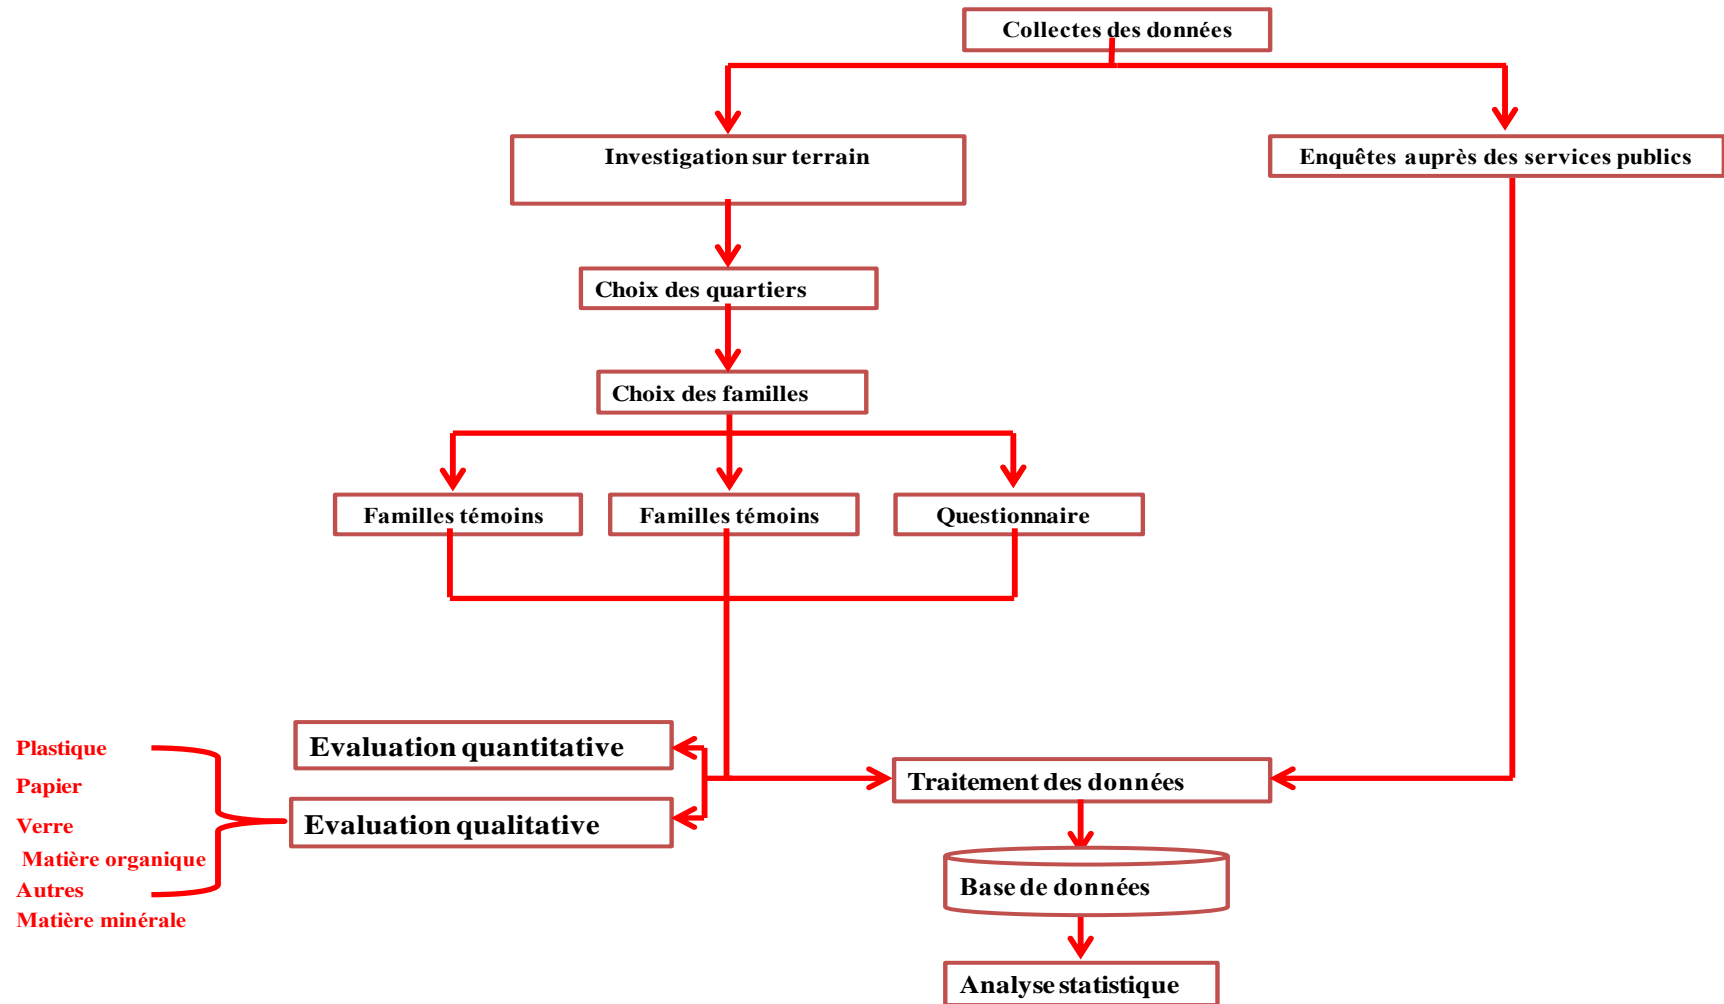 Collectes des données
Investigation sur terrain
Enquêtes auprès des services publics
Choix des quartiers
Choix des familles
Familles témoins
Familles témoins
Questionnaire
Evaluation quantitative
Plastique
Papier
Traitement des données
Verre
Evaluation qualitative
Matière organique
Autres
Matière minérale
Base de données
Analyse statistique